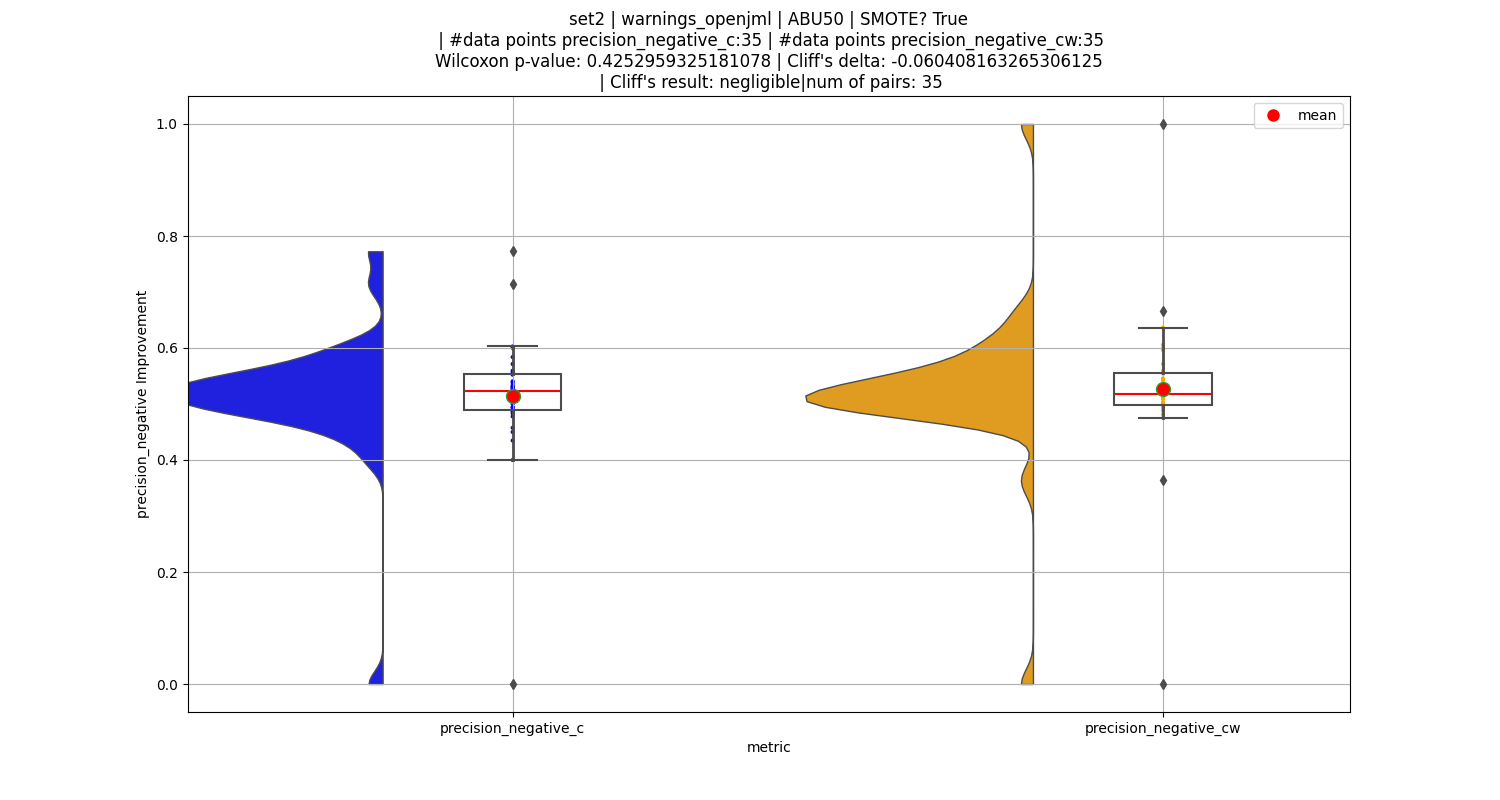 set2 | warnings_openjml | ABU50 | SMOTE? True
| #data points precision_negative_c:35 | #data points precision_negative_cw:35
Wilcoxon p-value: 0.4252959325181078 | Cliff's delta: -0.060408163265306125
| Cliff's result: negligible|num of pairs: 35
mean
1.0
0.8
0.6
0.4
0.2
0.0
precision_negative Improvement
precision_negative_c
precision_negative_cw
metric